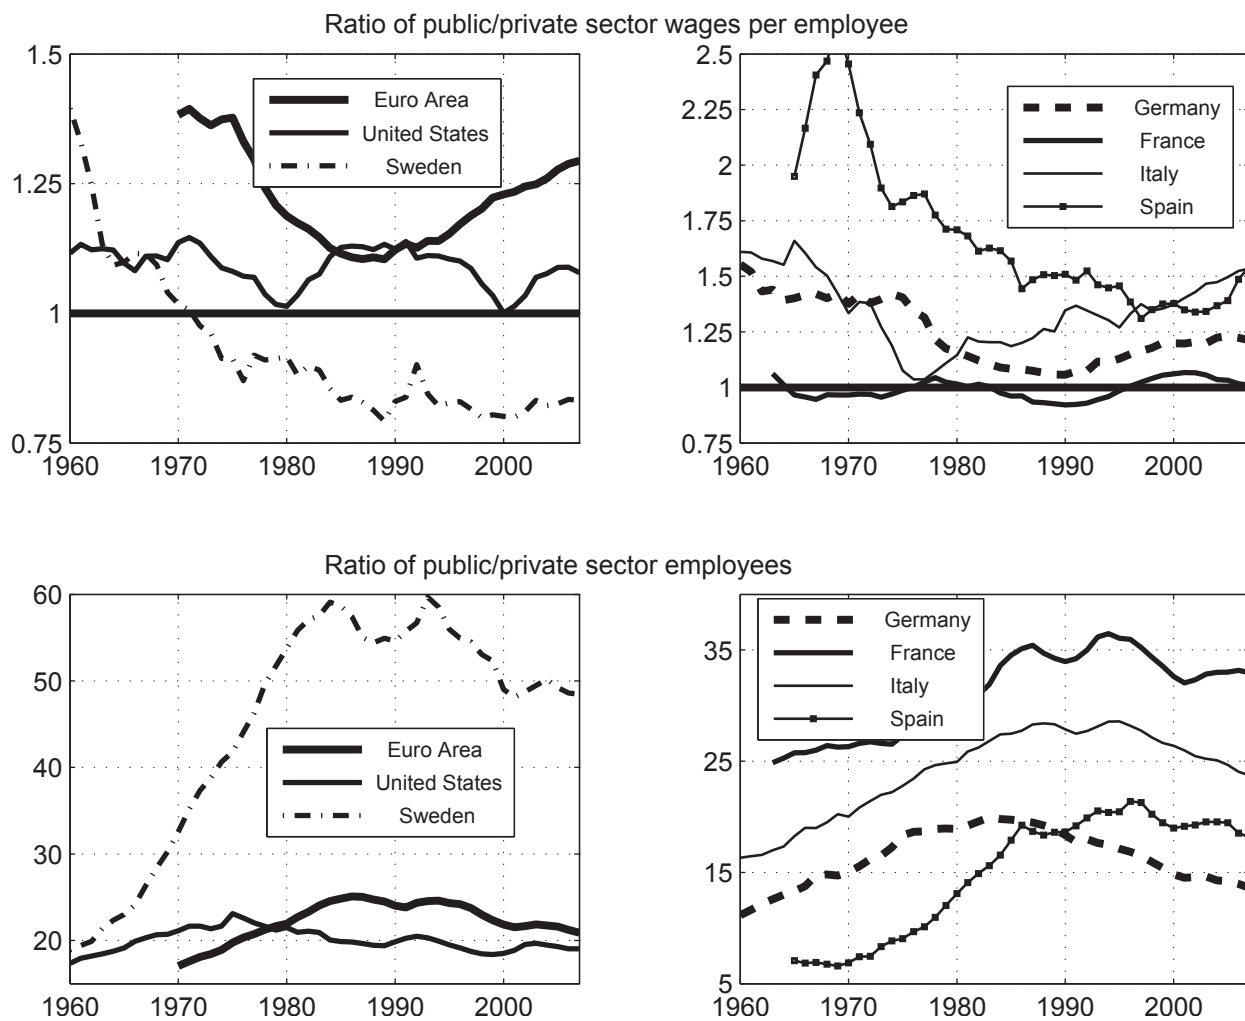 Ratio of public/private sector wages per employee
1.5
1.25
1
0.75
1960 1970 1980 1990 2000
Euro Area
United States
Sweden
2.5
2.25
2
1.75
1.5
1.25
1
0.75
1960 1970 1980 1990 2000
Germany
France
Italy
Spain
Ratio of public/private sector employees
60
50
40
30
20
1960 1970 1980 1990 2000
Euro Area
United States
Sweden
35
25
15
5
1960 1970 1980 1990 2000
Germany
France
Italy
Spain